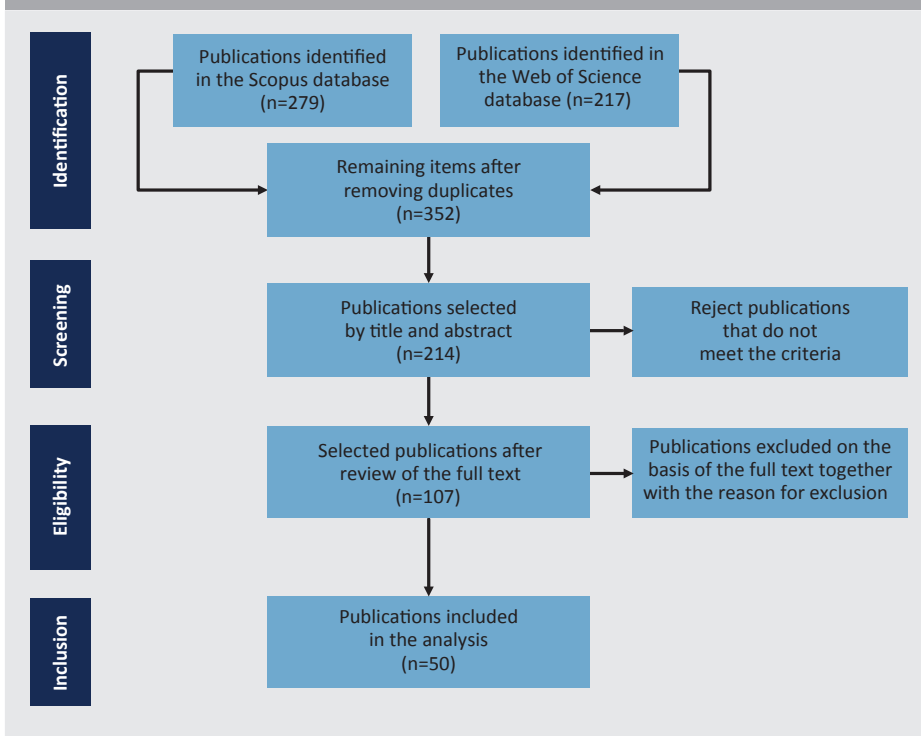 Identification
Publications identified
in the Scopus database
(n=279)
Publications identified in
the Web of Science
database (n=217)
Remaining items after
removing duplicates
(n=352)
Screening
Publications selected
by title and abstract
(n=214)
Reject publications
that do not
meet the criteria
Eligibility
Selected publications after
review of the full text
(n=107)
Publications excluded on the
basis of the full text together
with the reason for exclusion
Inclusion
Publications included
in the analysis
(n=50)